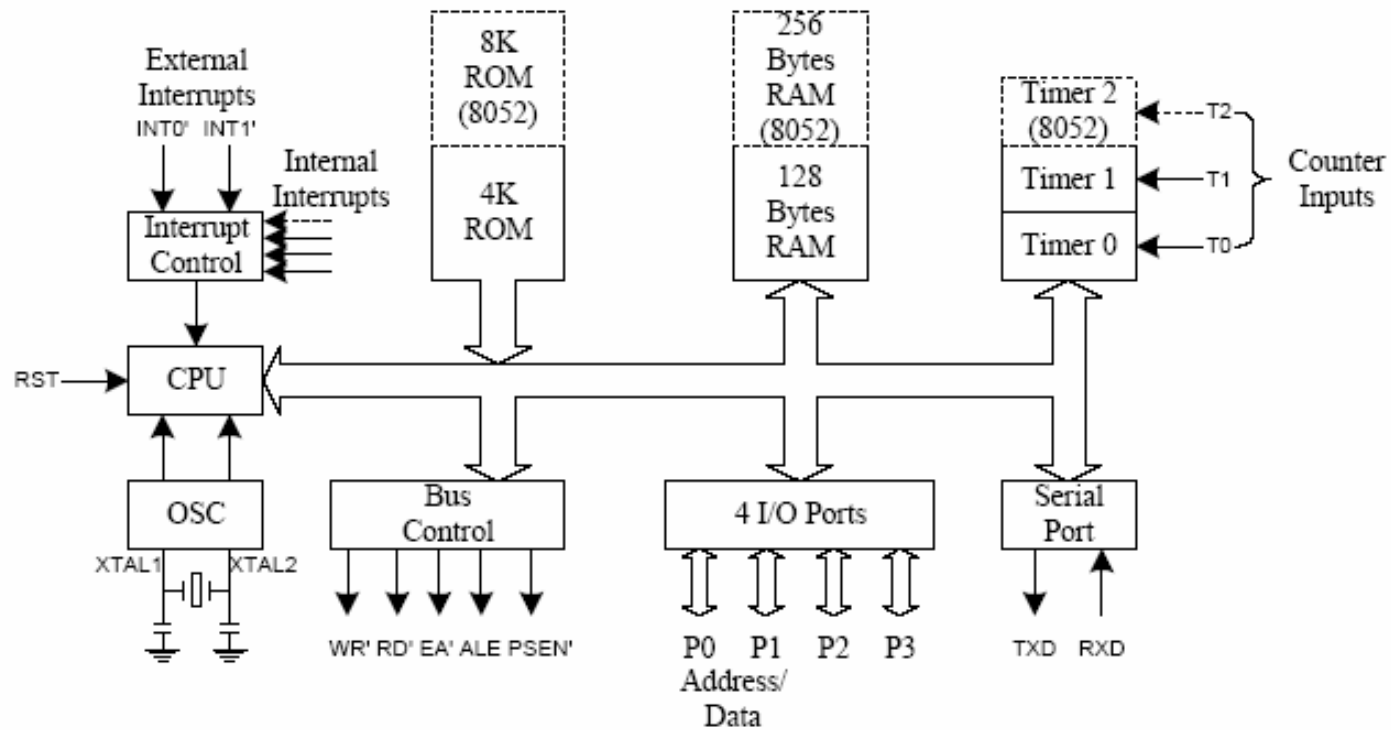 External
Interrupts
INT0' INT1'
Internal
Interrupts
Interrupt
Control
8K
ROM
(8052)
4K
ROM
256
Bytes
RAM
(8052)
128
Bytes
RAM
Timer 2
(8052)
Timer 1
Timer 0
T2
T1
T0
Counter
Inputs
RST
CPU
OSC
XTAL1
XTAL2
Bus
Control
WR' RD' EA' ALE PSEN'
4 I/O Ports
P0 P1 P2 P3
Address/
Data
Serial
Port
TXD RXD